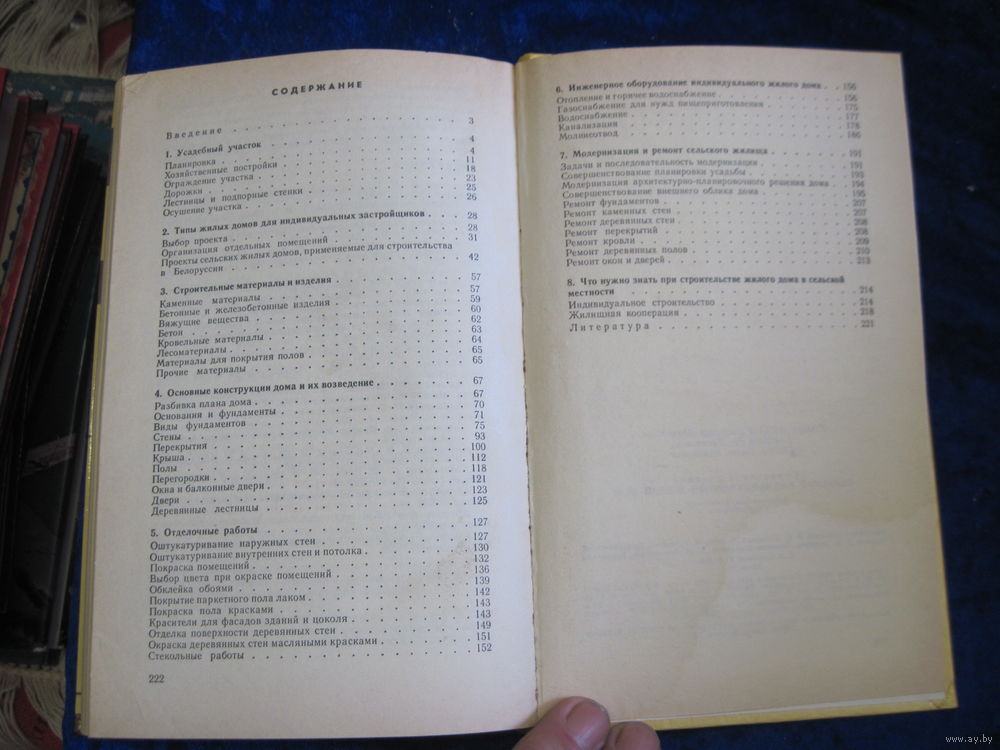 СОДЕРЖАНИЕ
Введение . . . 3
1. Усадебный участок . . . 4
Планировка . . . 4
Хозяйственные постройки . . . 11
Ограждение участка . . . 18
Дорожки . . . 23
Лестницы и подпорные стенки . . . 25
Осушение участка . . . 26
2. Типы жилых домов для индивидуальных застройщиков . . . 28
Выбор проекта . . . 28
Организация отдельных помещений . . . 31
Проекты сельских жилых домов, применяемые для строительства
в Белоруссии . . . 42
3. Строительные материалы и изделия . . . 57
Каменные материалы . . . 57
Бетонные и железобетонные изделия . . . 59
Вяжущие вещества . . . 60
Бетон . . . 62
Кровельные материалы . . . 63
Лесоматериалы . . . 64
Материалы для покрытия полов . . . 65
Прочие материалы . . . 65
4. Основные конструкции дома и их возведение . . . 67
Разбивка плана дома . . . 67
Основания и фундаменты . . . 70
Виды фундаментов . . . 71
Стены . . . 75
Перекрытия . . . 93
Крыша . . . 100
Полы . . . 112
Перегородки . . . 118
Окна и балконные двери . . . 121
Двери . . . 123
Деревянные лестницы . . . 125
5. Отделочные работы . . . 127
Оштукатуривание наружных стен . . . 127
Оштукатуривание внутренних стен и потолка . . . 130
Покраска помещений . . . 132
Выбор цвета при окраске помещений . . . 136
Обклейка обоями . . . 139
Покрытие паркетного пола лаком . . . 142
Покраска пола красками . . . 143
Красители для фасадов зданий и цоколя . . . 143
Отделка поверхности деревянных стен . . . 149
Окраска деревянных стен масляными красками . . . 151
Стекольные работы . . . 152
222
6. Инженерное оборудование индивидуального жилого дома . . 156
Отопление и горячее водоснабжение . . . 156
Газоснабжение для нужд пищеприготовления . . . 175
Водоснабжение . . . 177
Канализация . . . 178
Молниеотвод . . . 186
7. Модернизация и ремонт сельского жилища . . . 191
Задачи и последовательность модернизации . . . 191
Совершенствование планировки усадьбы . . . 193
Модернизация архитектурно-планировочного решения дома . . 194
Совершенствование внешнего облика дома . . . 195
Ремонт фундаментов . . . 207
Ремонт каменных стен . . . 207
Ремонт деревянных стен . . . 208
Ремонт перекрытий . . . 208
Ремонт кровли . . . 209
Ремонт деревянных полов . . . 210
Ремонт окон и дверей . . . 213
8. Что нужно знать при строительстве жилого дома в сельской
местности . . . 214
Индивидуальное строительство . . . 214
Жилищная кооперация . . . 218
Литература . . . 221
www.ay.by